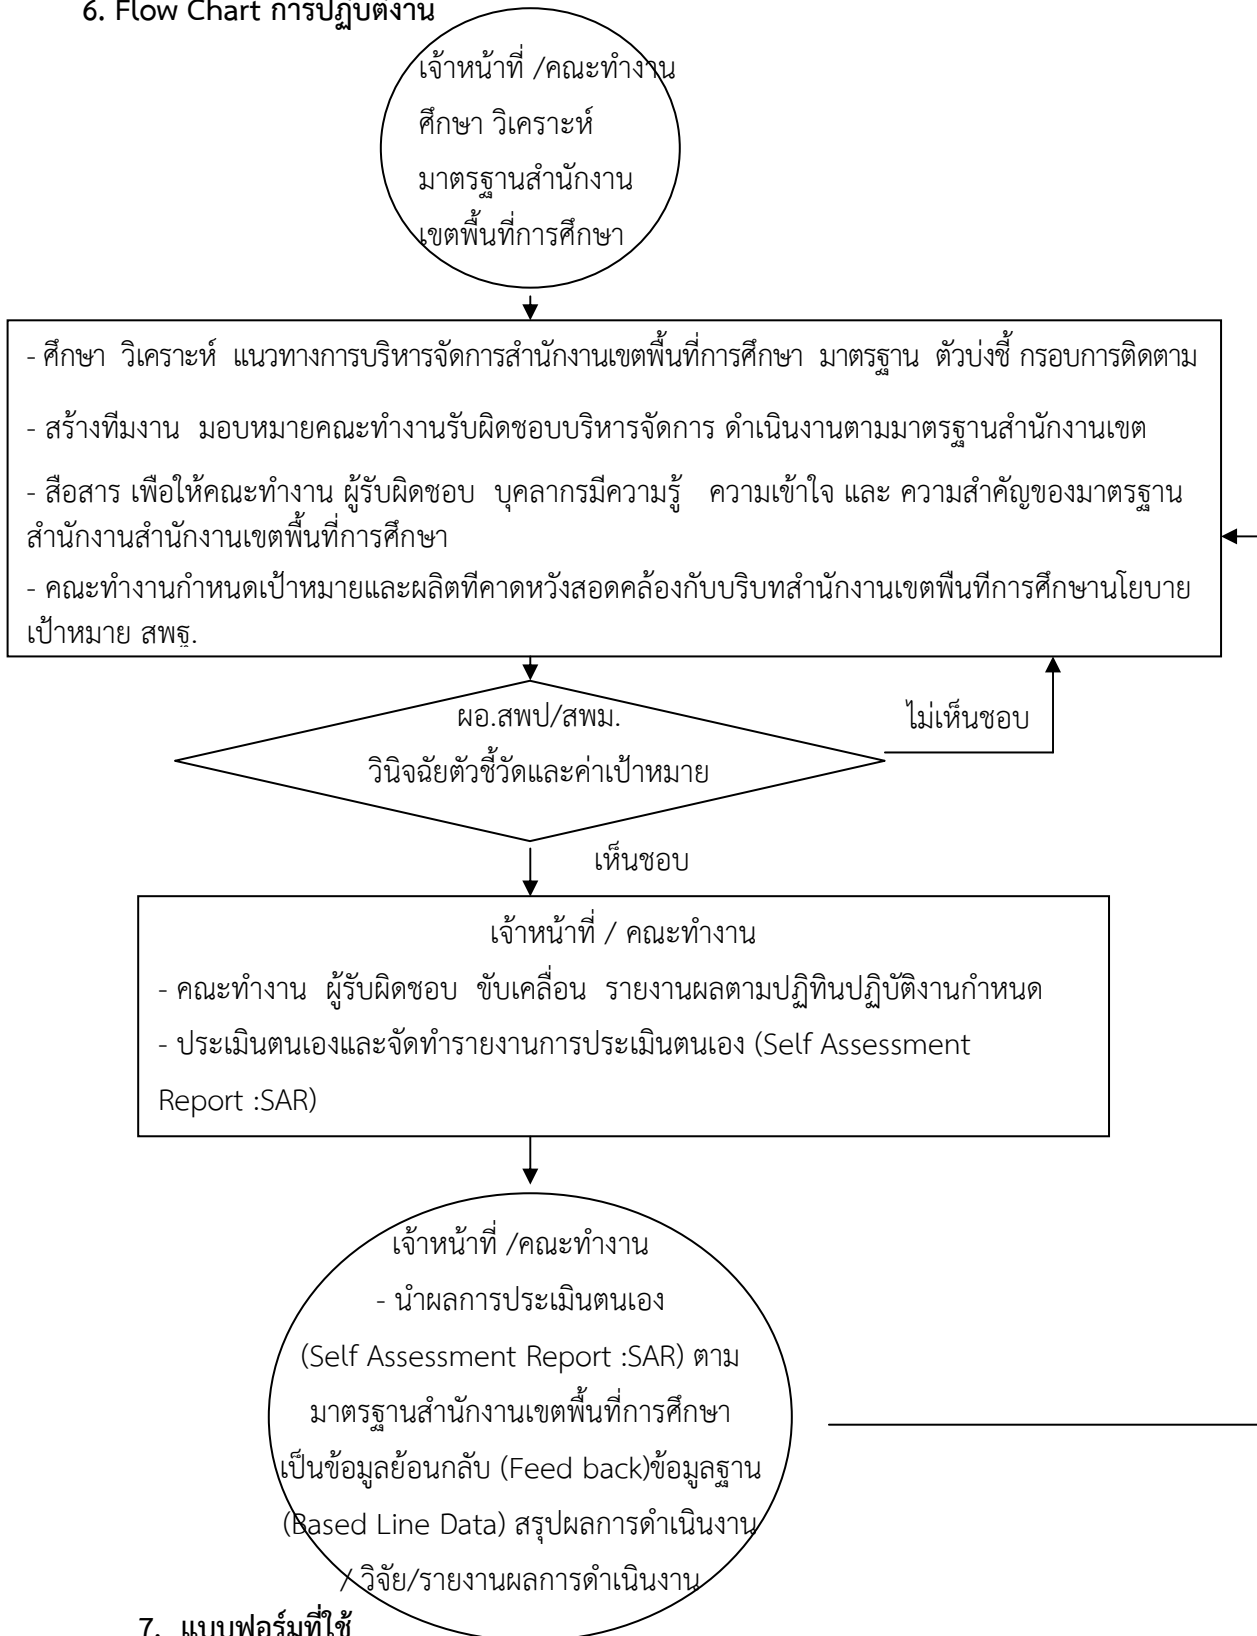 6. Flow Chart การปฏิบัติงาน
เจ้าหน้าที่ /คณะทำงาน
ศึกษา วิเคราะห์
มาตรฐานสำนักงาน
เขตพื้นที่การศึกษา
- ศึกษา วิเคราะห์ แนวทางการบริหารจัดการสำนักงานเขตพื้นที่การศึกษา มาตรฐาน ตัวบ่งชี้ กรอบการติดตาม
- สร้างทีมงาน มอบหมายคณะทำงานรับผิดชอบบริหารจัดการ ดำเนินงานตามมาตรฐานสำนักงานเขต
- สื่อสาร เพื่อให้คณะทำงาน ผู้รับผิดชอบ บุคลากรมีความรู้ ความเข้าใจ และ ความสำคัญของมาตรฐาน
สำนักงานสำนักงานเขตพื้นที่การศึกษา
- คณะทำงานกำหนดเป้าหมายและผลิตที่คาดหวังสอดคล้องกับบริบทสำนักงานเขตพื้นที่การศึกษานโยบาย
เป้าหมาย สพฐ.
ผอ.สพป/สพม.
วินิจฉัยตัวชี้วัดและค่าเป้าหมาย
ไม่เห็นชอบ
เห็นชอบ
เจ้าหน้าที่ / คณะทำงาน
- คณะทำงาน ผู้รับผิดชอบ ขับเคลื่อน รายงานผลตามปฏิทินปฏิบัติงานกำหนด
- ประเมินตนเองและจัดทำรายงานการประเมินตนเอง (Self Assessment
Report :SAR)
เจ้าหน้าที่ /คณะทำงาน
- นำผลการประเมินตนเอง
(Self Assessment Report :SAR) ตาม
มาตรฐานสำนักงานเขตพื้นที่การศึกษา
เป็นข้อมูลย้อนกลับ (Feed back)ข้อมูลฐาน
(Based Line Data) สรุปผลการดำเนินงาน
/ วิจัย/รายงานผลการดำเนินงาน
7. แบบฟอร์มที่ใช้